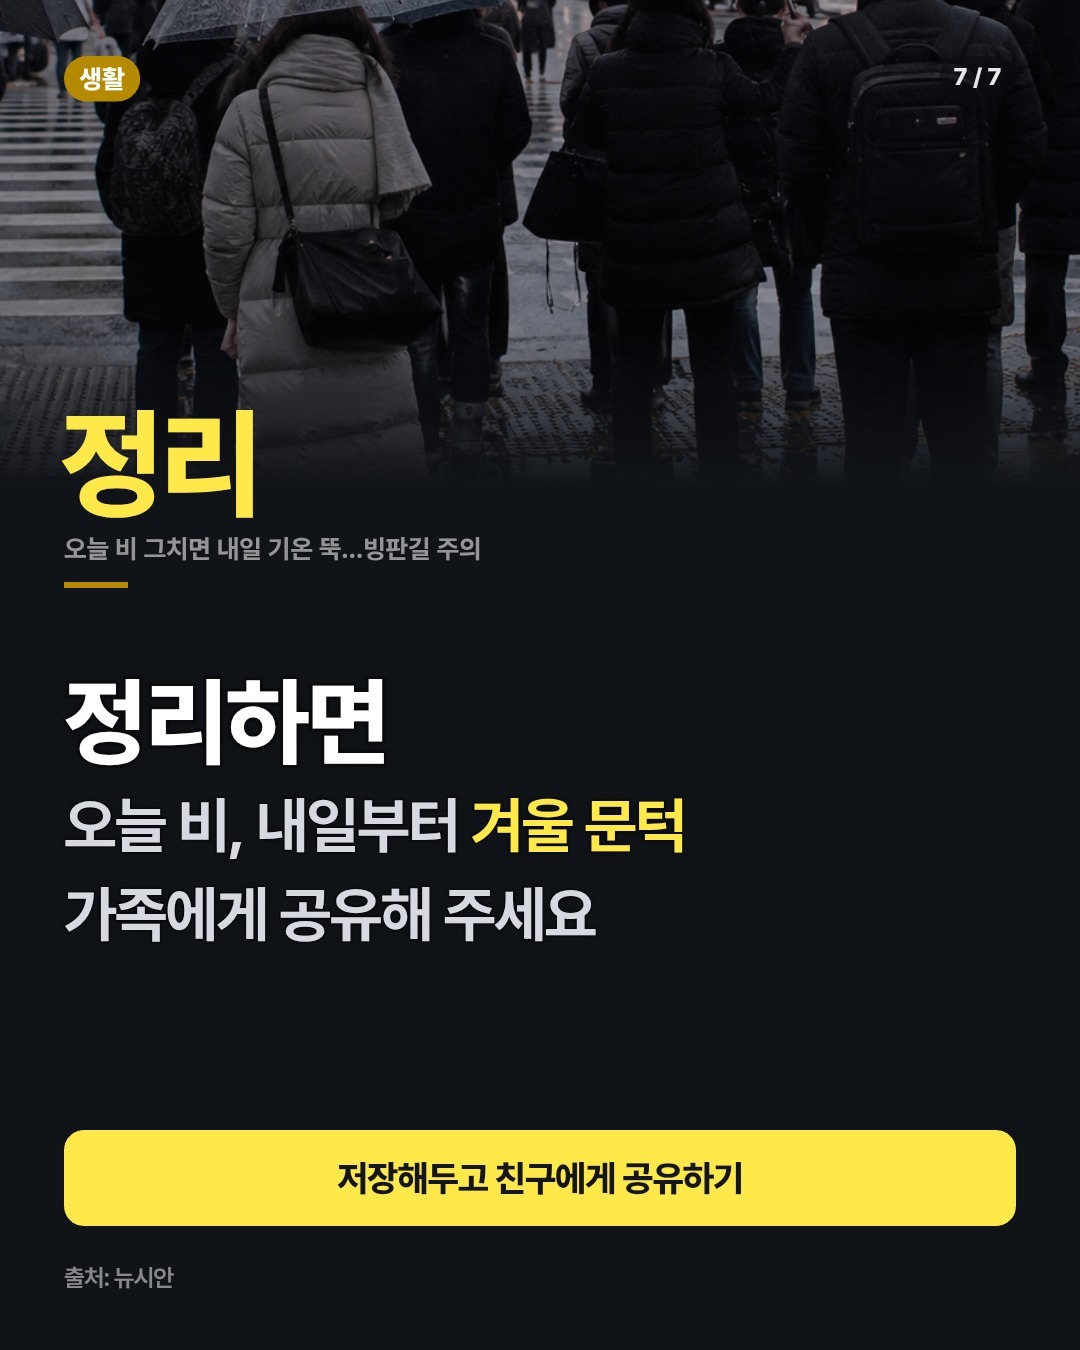 생활
7 / 7
정리
오늘 비 그치면 내일 기온 뚝...빙판길 주의
정리하면
오늘 비, 내일부터 겨울 문턱
가족에게 공유해 주세요
저장해두고 친구에게 공유하기
출처: 뉴시안